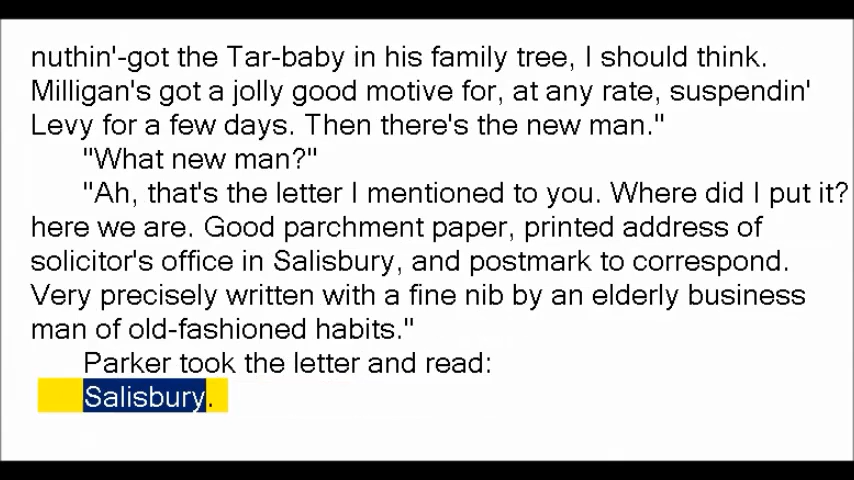 nuthin'-got the Tar-baby in his family tree, I should think.
Milligan's got a jolly good motive for, at any rate, suspendin'
Levy for a few days. Then there's the new man."
"What new man?"
"Ah, that's the letter I mentioned to you. Where did I put it?
here we are. Good parchment paper, printed address of
solicitor's office in Salisbury, and postmark to correspond.
Very precisely written with a fine nib by an elderly business
man of old-fashioned habits."
Parker took the letter and read:
Salisbury.